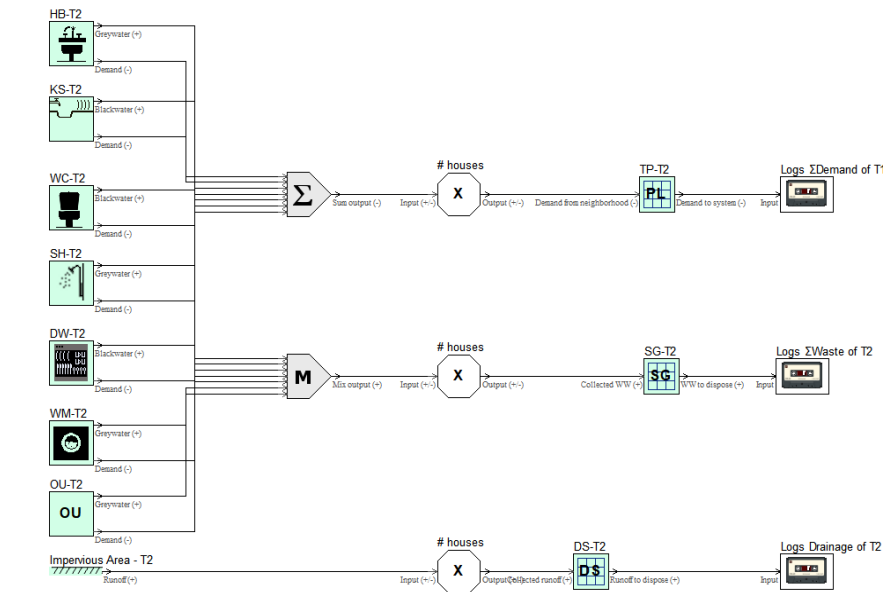 HB-T2
Greywater (+)
Demand (-)
KS-T2
Blackwater (+)
Demand (-)
WC-T2
Blackwater (+)
Demand (-)
SH-T2
Greywater (+)
Demand (-)
DW-T2
Blackwater (+)
Demand (-)
WM-T2
Greywater (+)
Demand (-)
OU-T2
OU
Greywater (+)
Demand (-)
Impervious Area - T2
Runoff (+)
Σ
Sum output (-)
# houses
Input (+/-)
X
Output (+/-)
TP-T2
Demand from neighborhood (-)
PL
Demand to system (-)
Logs ΣDemand of T1
Input
M
Mix output (+)
# houses
Input (+/-)
X
Output (+/-)
SG-T2
Collected WW (+)
SG
WW to dispose (+)
Logs ΣWaste of T2
Input
# houses
Input (+/-)
X
DS-T2
Collected runoff (+)
DS
Runoff to dispose (+)
Logs Drainage of T2
Input